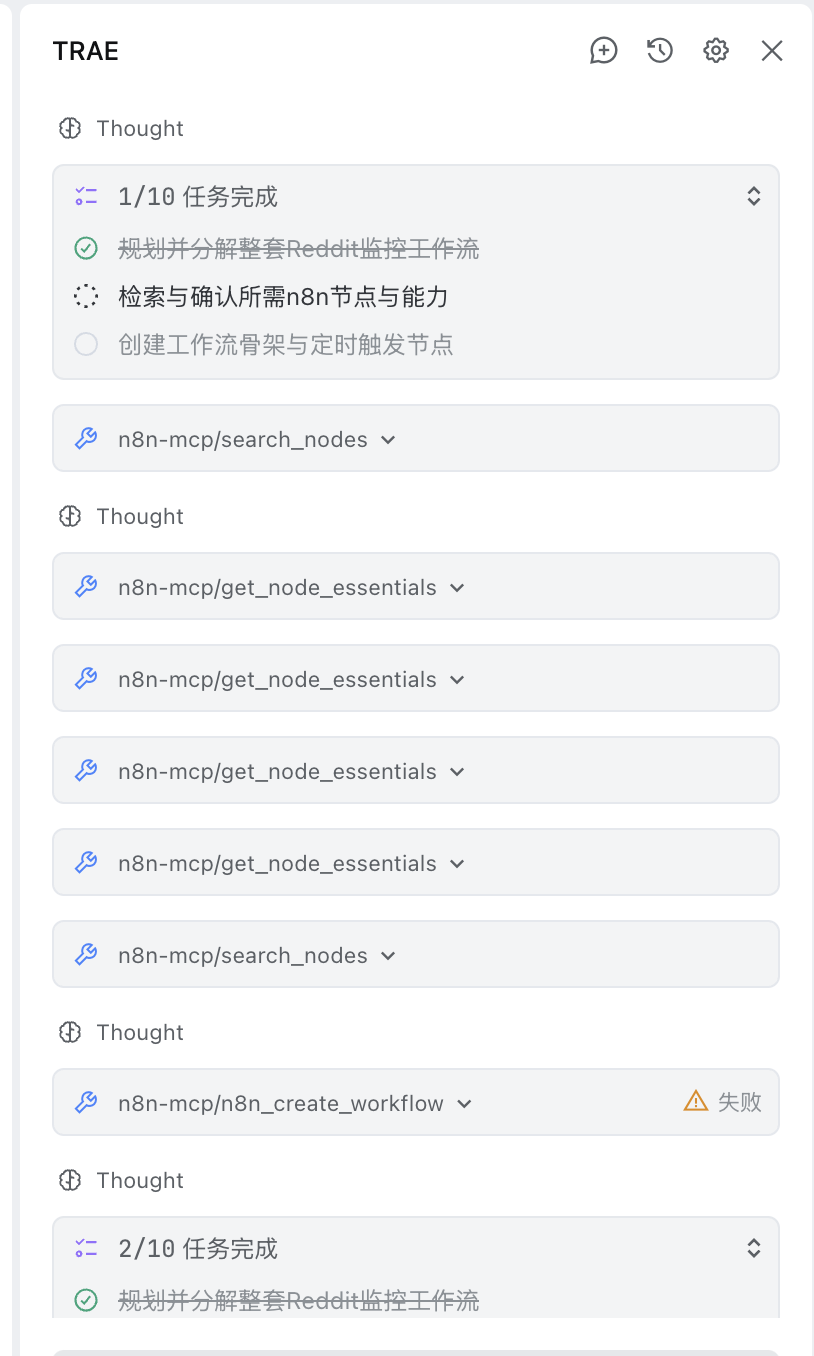 TRAE
Thought
1/10 任务完成
规划并分解整套Reddit监控工作流
检索与确认所需n8n节点与能力
创建工作流骨架与定时触发节点
n8n-mcp/search_nodes
Thought
n8n-mcp/get_node_essentials
n8n-mcp/get_node_essentials
n8n-mcp/get_node_essentials
n8n-mcp/get_node_essentials
n8n-mcp/search_nodes
Thought
n8n-mcp/n8n_create_workflow 失败
Thought
2/10 任务完成
规划并分解整套Reddit监控工作流